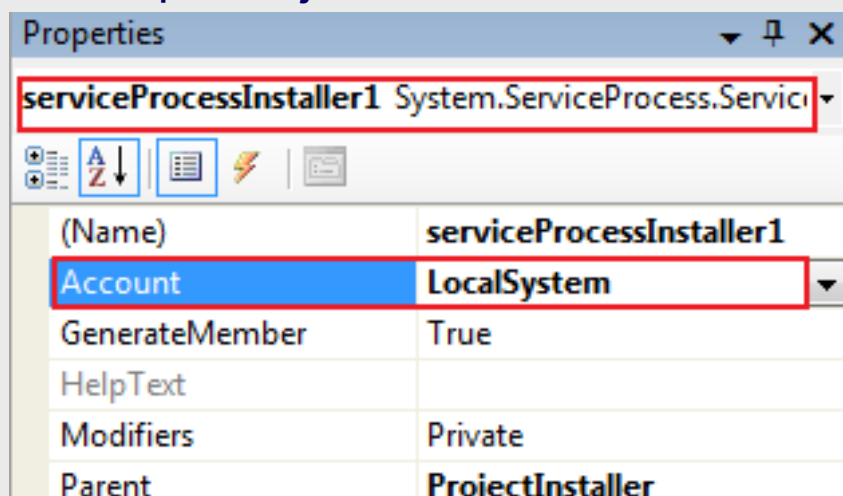 Properties
serviceProcessInstaller1 System.ServiceProcess.Servic
A
Z
(Name) serviceProcessInstaller1
Account LocalSystem
GenerateMember True
HelpText
Modifiers Private
Parent ProjectInstaller